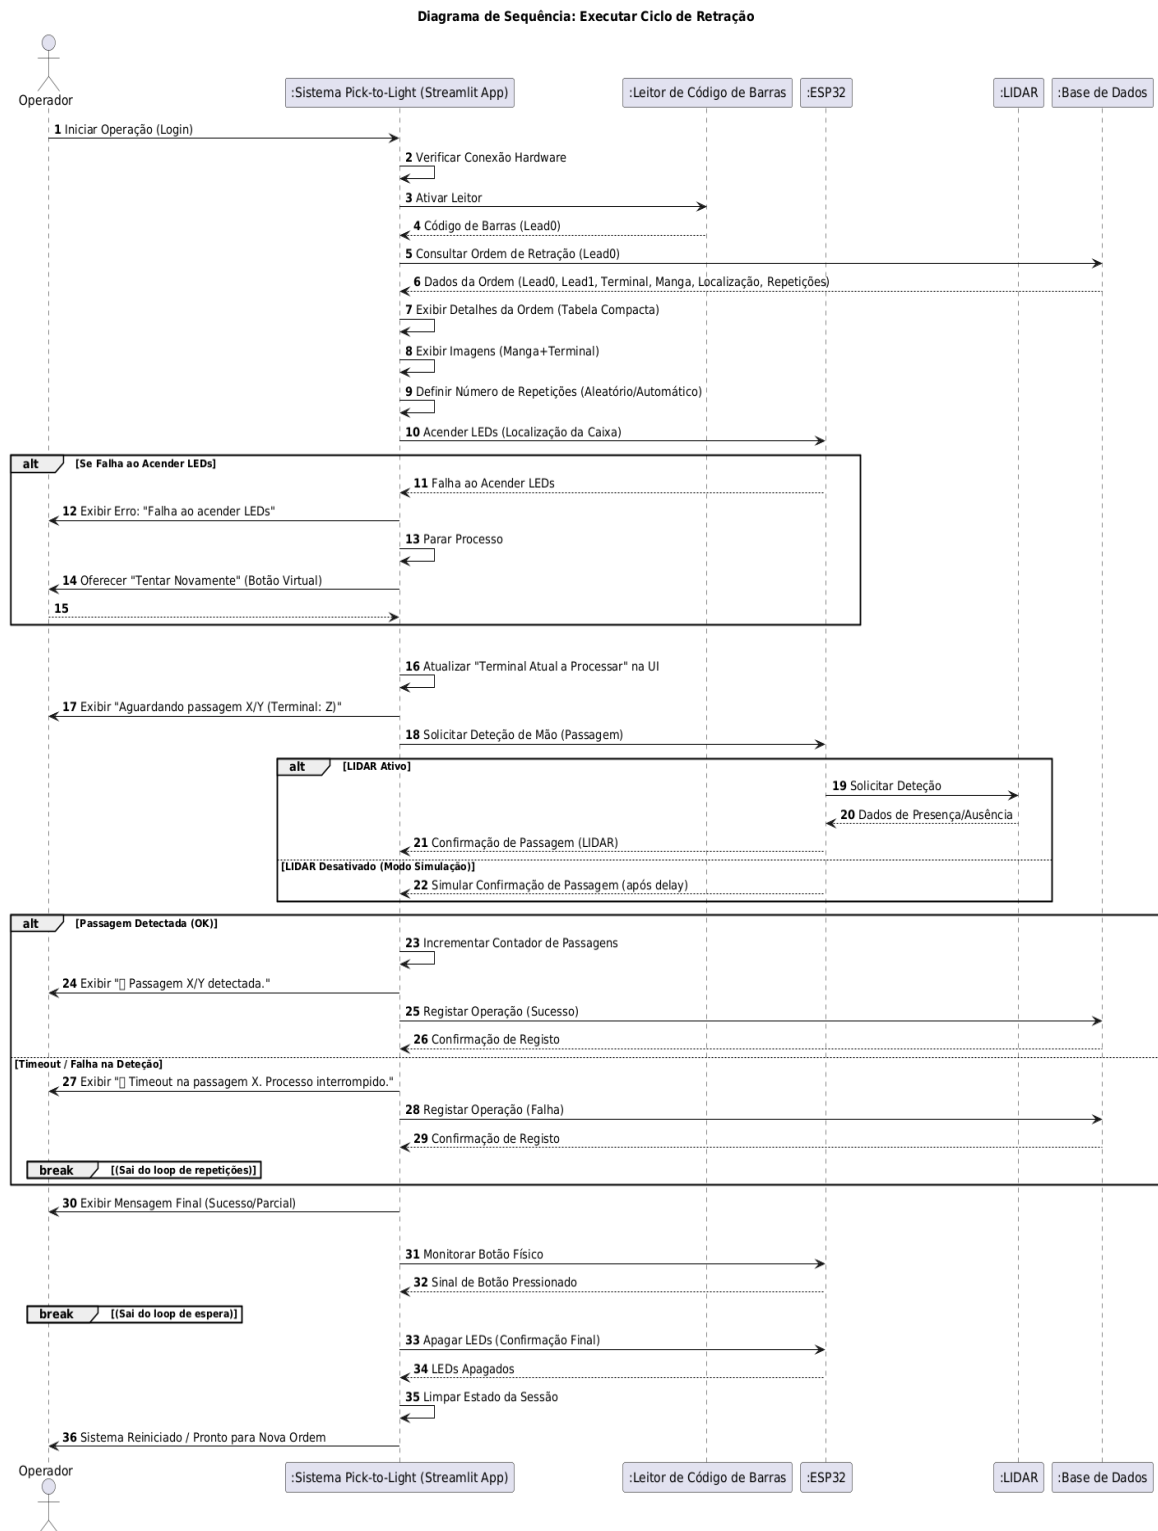 Diagrama de Sequência: Executar Ciclo de Retração
Operador
:Sistema Pick-to-Light (Streamlit App)
:Leitor de Código de Barras
:ESP32
:LIDAR
:Base de Dados
1 Iniciar Operação (Login)
2 Verificar Conexão Hardware
3 Ativar Leitor
4 Código de Barras (Lead0)
5 Consultar Ordem de Retração (Lead0)
6 Dados da Ordem (Lead0, Lead1, Terminal, Manga, Localização, Repetições)
7 Exibir Detalhes da Ordem (Tabela Compacta)
8 Exibir Imagens (Manga+Terminal)
9 Definir Número de Repetições (Aleatório/Automático)
10 Acender LEDs (Localização da Caixa)
alt [Se Falha ao Acender LEDs]
11 Falha ao Acender LEDs
12 Exibir Erro: "Falha ao acender LEDs"
13 Parar Processo
14 Oferecer "Tentar Novamente" (Botão Virtual)
15
16 Atualizar "Terminal Atual a Processar" na UI
17 Exibir "Aguardando passagem X/Y (Terminal: Z)"
18 Solicitar Deteção de Mão (Passagem)
alt [LIDAR Ativo]
19 Solicitar Deteção
20 Dados de Presença/Ausência
21 Confirmação de Passagem (LIDAR)
[LIDAR Desativado (Modo Simulação)]
22 Simular Confirmação de Passagem (após delay)
alt [Passagem Detectada (OK)]
23 Incrementar Contador de Passagens
24 Exibir "▯ Passagem X/Y detectada."
25 Registar Operação (Sucesso)
26 Confirmação de Registo
[Timeout / Falha na Deteção]
27 Exibir "▯ Timeout na passagem X. Processo interrompido."
28 Registar Operação (Falha)
29 Confirmação de Registo
break [(Sai do loop de repetições)]
30 Exibir Mensagem Final (Sucesso/Parcial)
31 Monitorar Botão Físico
32 Sinal de Botão Pressionado
break [(Sai do loop de espera)]
33 Apagar LEDs (Confirmação Final)
34 LEDs Apagados
35 Limpar Estado da Sessão
36 Sistema Reiniciado / Pronto para Nova Ordem
Operador
:Sistema Pick-to-Light (Streamlit App)
:Leitor de Código de Barras
:ESP32
:LIDAR
:Base de Dados